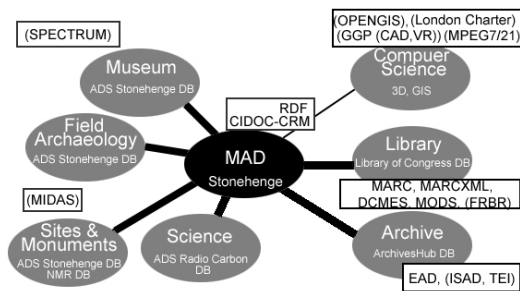 (SPECTRUM)
(OPENGIS), (London Charter)
(GGP (CAD,VR)) (MPEG7/21)
Museum
ADS Stonehenge DB
Compuer
Science
3D, GIS
RDF
CIDOC-CRM
Field
Archaeology
ADS Stonehenge DB
MAD
Stonehenge
Library
Library of Congress DB
MARC, MARCXML,
DCMES, MODS, (FRBR)
(MIDAS)
Sites &
Monuments
ADS Stonehenge DB
NMR DB
Science
ADS Radio Carbon
DB
Archive
ArchivesHub DB
EAD, (ISAD, TEI)